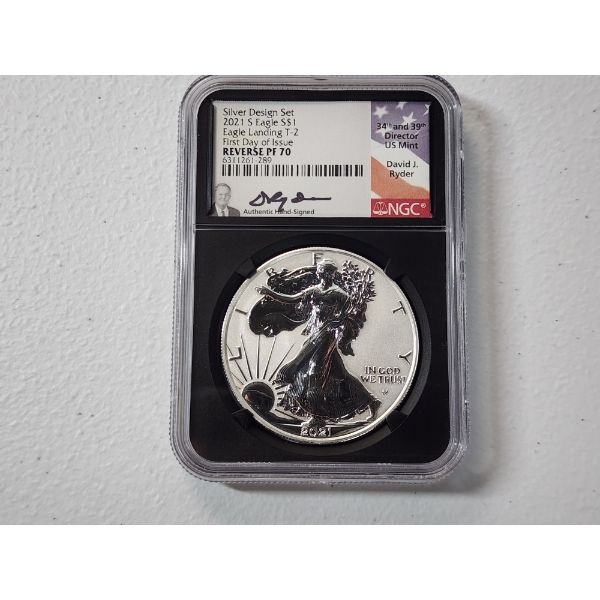 Silver Design Set
2021 S Eagle S$1
Eagle Landing T-2
First Day of Issue
REVERSE PF 70
6311261-289
Authentic Hand-Signed
34th and 39th
Director
US Mint
David J.
Ryder
NGC®
LIBERTY
IN GOD
WE TRUST
2021